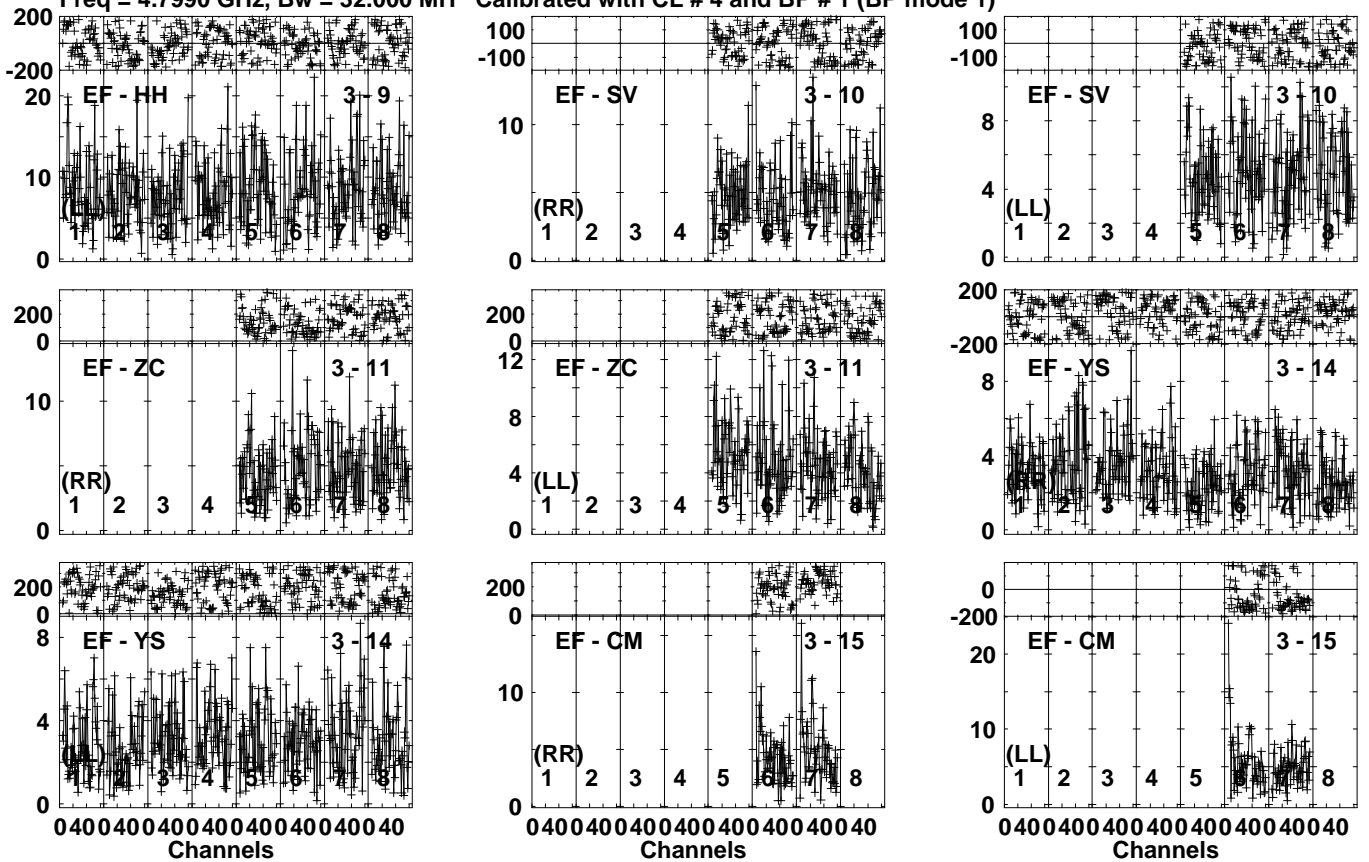 Freq = 4.7990 GHz, Bw = 32.000 MH Calibrated with CL # 4 and BP # 1 (BP mode 1)
200
-200
20
10
0
EF - HH 3 - 9
(LL)
1 2 3 4 5 6 7 8
100
-100
10
0
EF - SV 3 - 10
(RR)
1 2 3 4 5 6 7 8
100
-100
8
4
0
EF - SV 3 - 10
(LL)
1 2 3 4 5 6 7 8
200
0
10
0
EF - ZC 3 - 11
(RR)
1 2 3 4 5 6 7 8
200
0
12
8
4
0
EF - ZC 3 - 11
(LL)
1 2 3 4 5 6 7 8
200
-200
8
4
0
EF - YS 3 - 14
(RR)
1 2 3 4 5 6 7 8
200
0
8
4
0
EF - YS 3 - 14
(LL)
1 2 3 4 5 6 7 8
0 40 0 40 0 40 0 40 0 40 0 40 0 40 0 40
Channels
200
0
10
0
EF - CM 3 - 15
(RR)
1 2 3 4 5 6 7 8
0 40 0 40 0 40 0 40 0 40 0 40 0 40 0 40
Channels
0
-200
20
10
0
EF - CM 3 - 15
(LL)
1 2 3 4 5 6 7 8
0 40 0 40 0 40 0 40 0 40 0 40 0 40 0 40
Channels